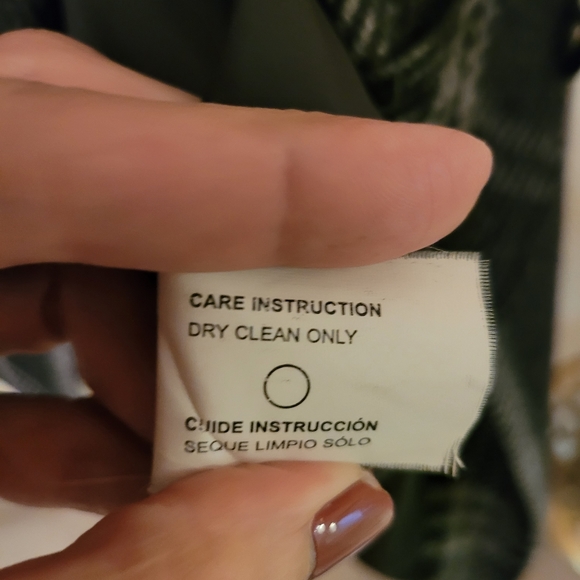 CARE INSTRUCTION
DRY CLEAN ONLY
CUIDE INSTRUCCIÓN
SEQUE LIMPIO SÓLO